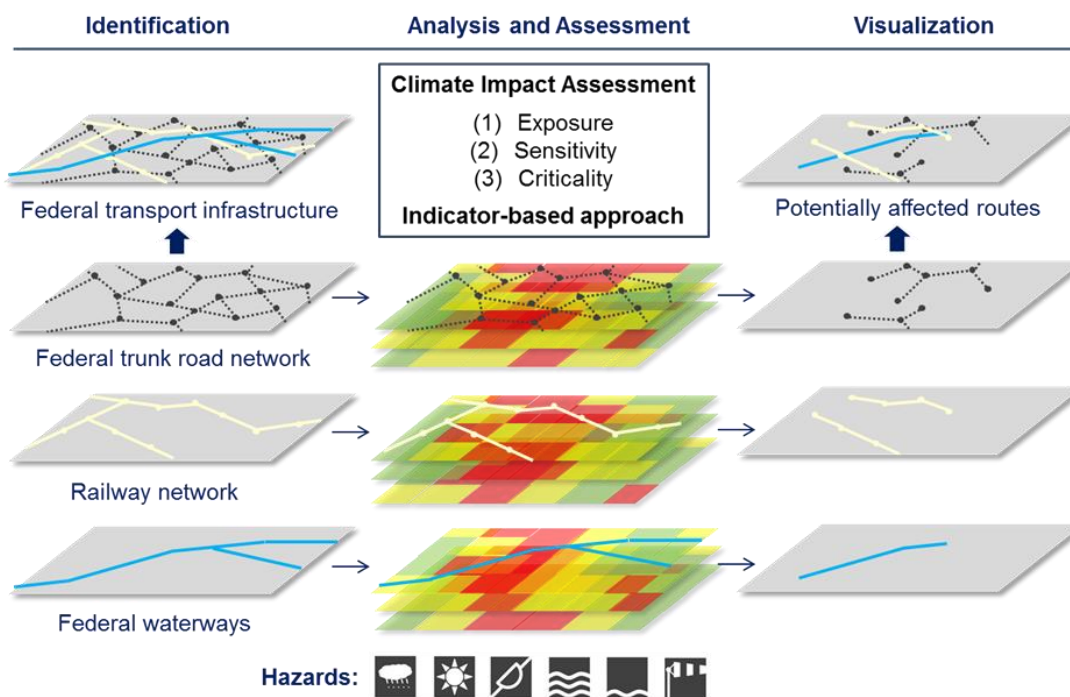 Identification
Analysis and Assessment
Visualization
Climate Impact Assessment
(1) Exposure
(2) Sensitivity
(3) Criticality
Indicator-based approach
Federal transport infrastructure
Potentially affected routes
Federal trunk road network
Railway network
Federal waterways
Hazards: